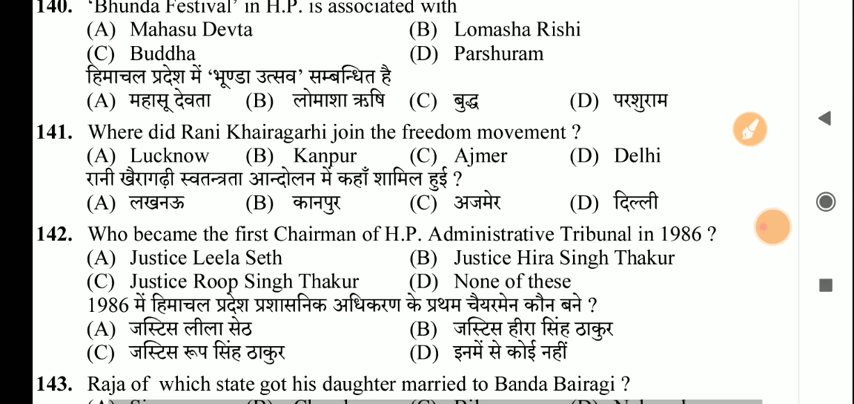 140. ‘Bhunda Festival’ in H.P. is associated with
(A) Mahasu Devta (B) Lomasha Rishi
(C) Buddha (D) Parshuram
हिमाचल प्रदेश में ‘भूण्डा उत्सव’ सम्बन्धित है
(A) महासू देवता (B) लोमाशा ऋषि (C) बुद्ध (D) परशुराम
141. Where did Rani Khairagarhi join the freedom movement ?
(A) Lucknow (B) Kanpur (C) Ajmer (D) Delhi
रानी खैरागढ़ी स्वतन्त्रता आन्दोलन में कहाँ शामिल हुई ?
(A) लखनऊ (B) कानपुर (C) अजमेर (D) दिल्ली
142. Who became the first Chairman of H.P. Administrative Tribunal in 1986 ?
(A) Justice Leela Seth (B) Justice Hira Singh Thakur
(C) Justice Roop Singh Thakur (D) None of these
1986 में हिमाचल प्रदेश प्रशासनिक अधिकरण के प्रथम चैयरमेन कौन बने ?
(A) जस्टिस लीला सेठ (B) जस्टिस हीरा सिंह ठाकुर
(C) जस्टिस रूप सिंह ठाकुर (D) इनमें से कोई नहीं
143. Raja of which state got his daughter married to Banda Bairagi ?